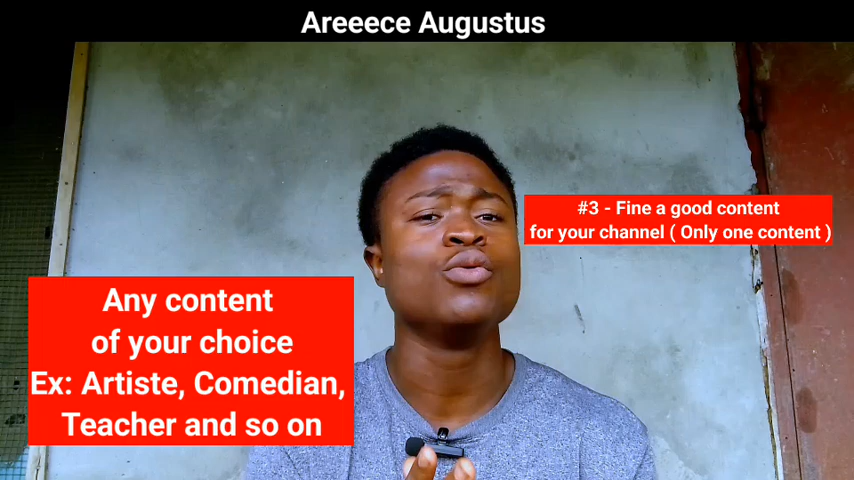 Areeece Augustus
#3 - Fine a good content
for your channel ( Only one content )
Any content
of your choice
Ex: Artiste, Comedian,
Teacher and so on